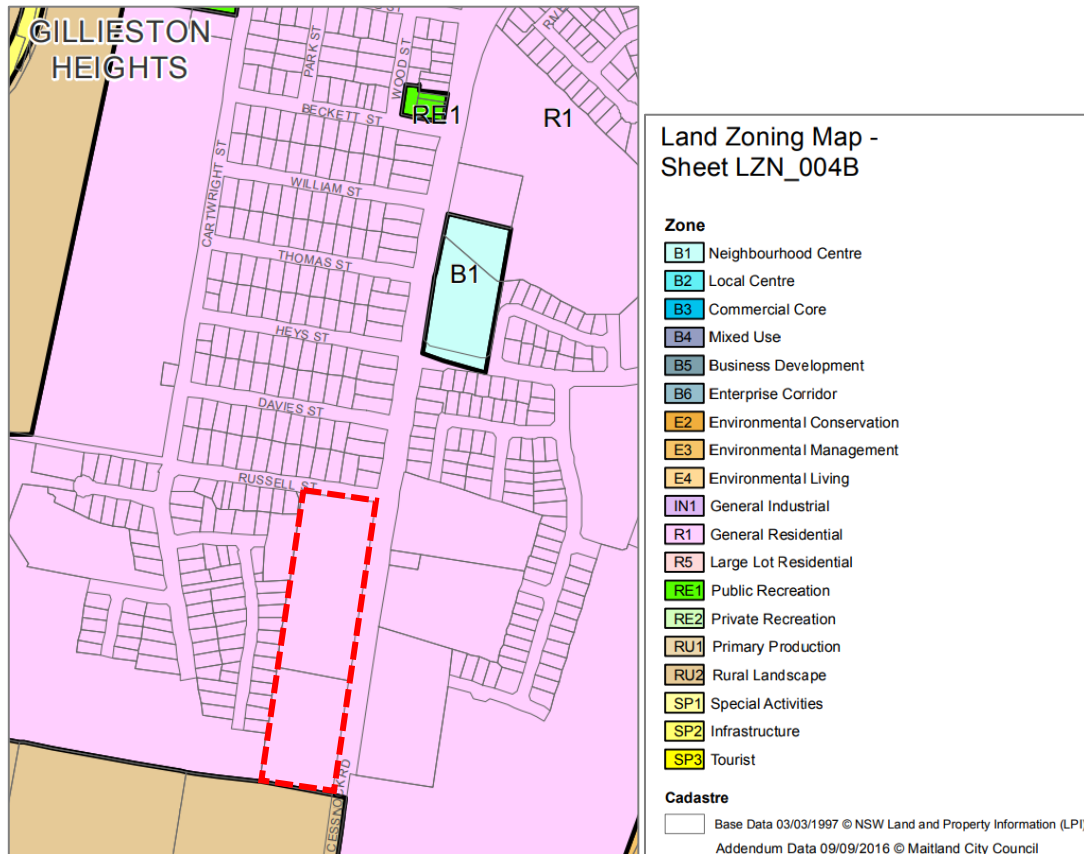 GILLIESTON
HEIGHTS
PARK ST
WOOD ST
RE1
R1
BECKETT ST
CARTWRIGHT ST
WILLIAM ST
THOMAS ST
B1
HEYS ST
DAVIES ST
RUSSELL ST
CESSNOCK RD
Land Zoning Map -
Sheet LZN_004B
Zone
B1 Neighbourhood Centre
B2 Local Centre
B3 Commercial Core
B4 Mixed Use
B5 Business Development
B6 Enterprise Corridor
E2 Environmental Conservation
E3 Environmental Management
E4 Environmental Living
IN1 General Industrial
R1 General Residential
R5 Large Lot Residential
RE1 Public Recreation
RE2 Private Recreation
RU1 Primary Production
RU2 Rural Landscape
SP1 Special Activities
SP2 Infrastructure
SP3 Tourist
Cadastre
Base Data 03/03/1997 © NSW Land and Property Information (LPI)
Addendum Data 09/09/2016 © Maitland City Council